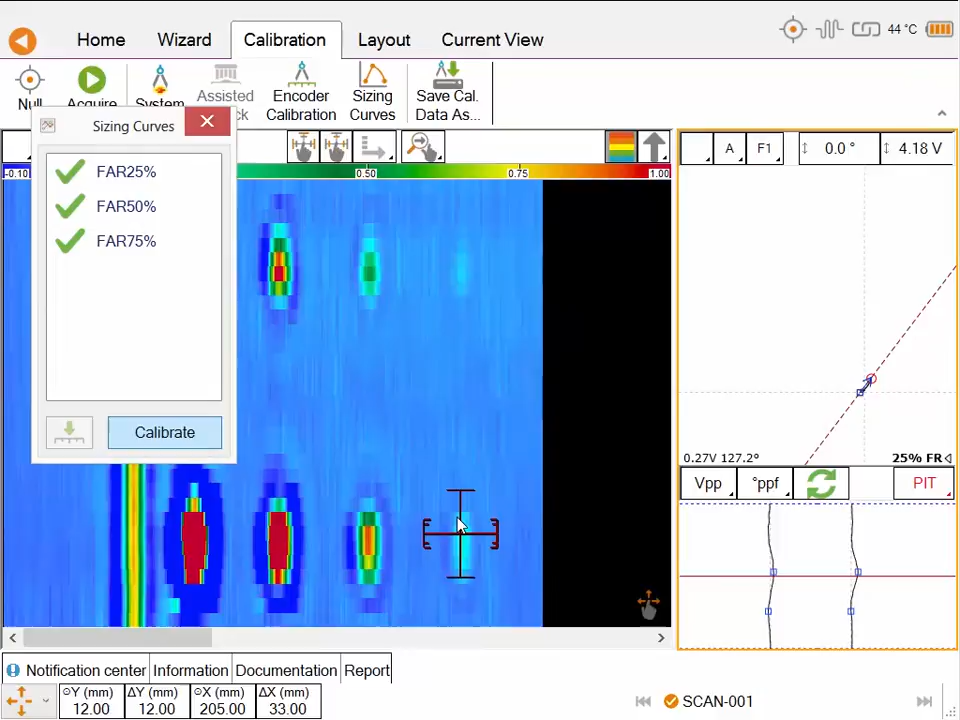 Home Wizard Calibration Layout Current View 44 °C
Null Acquire System Assisted Encoder Calibration Sizing Curves Save Cal. Data As...
Sizing Curves
A F1 0.0 ° 4.18 V
-0.10 0.50 0.75 1.00
FAR25%
FAR50%
FAR75%
Calibrate
0.27V 127.2° 25% FR
Vpp °ppf PIT
Notification center Information Documentation Report
Y (mm) ΔY (mm) X (mm) ΔX (mm)
12.00 12.00 205.00 33.00
SCAN-001